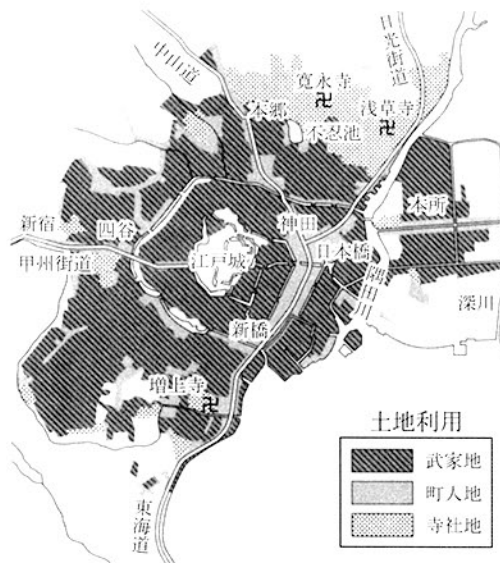 中山道
日光街道
寛永寺
卍
浅草寺
卍
本郷
不忍池
本所
新宿
四谷
神田
江戸城
日本橋
甲州街道
隅田川
深川
新橋
増上寺
卍
東海道
土地利用
武家地
町人地
寺社地